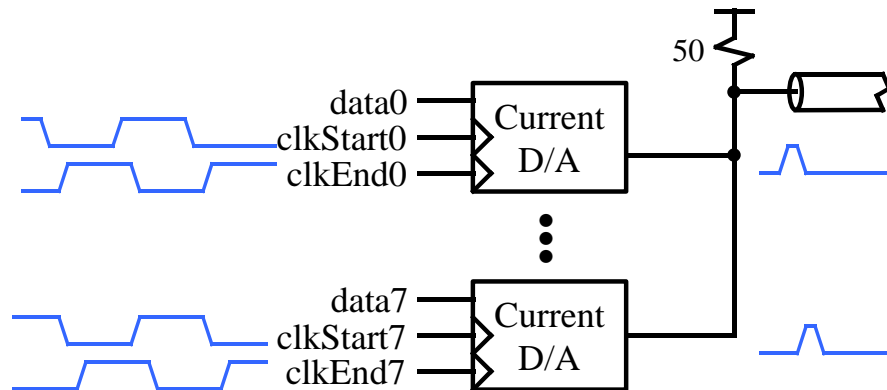 50
data0
clkStart0
clkEnd0
Current
D/A
data7
clkStart7
clkEnd7
Current
D/A